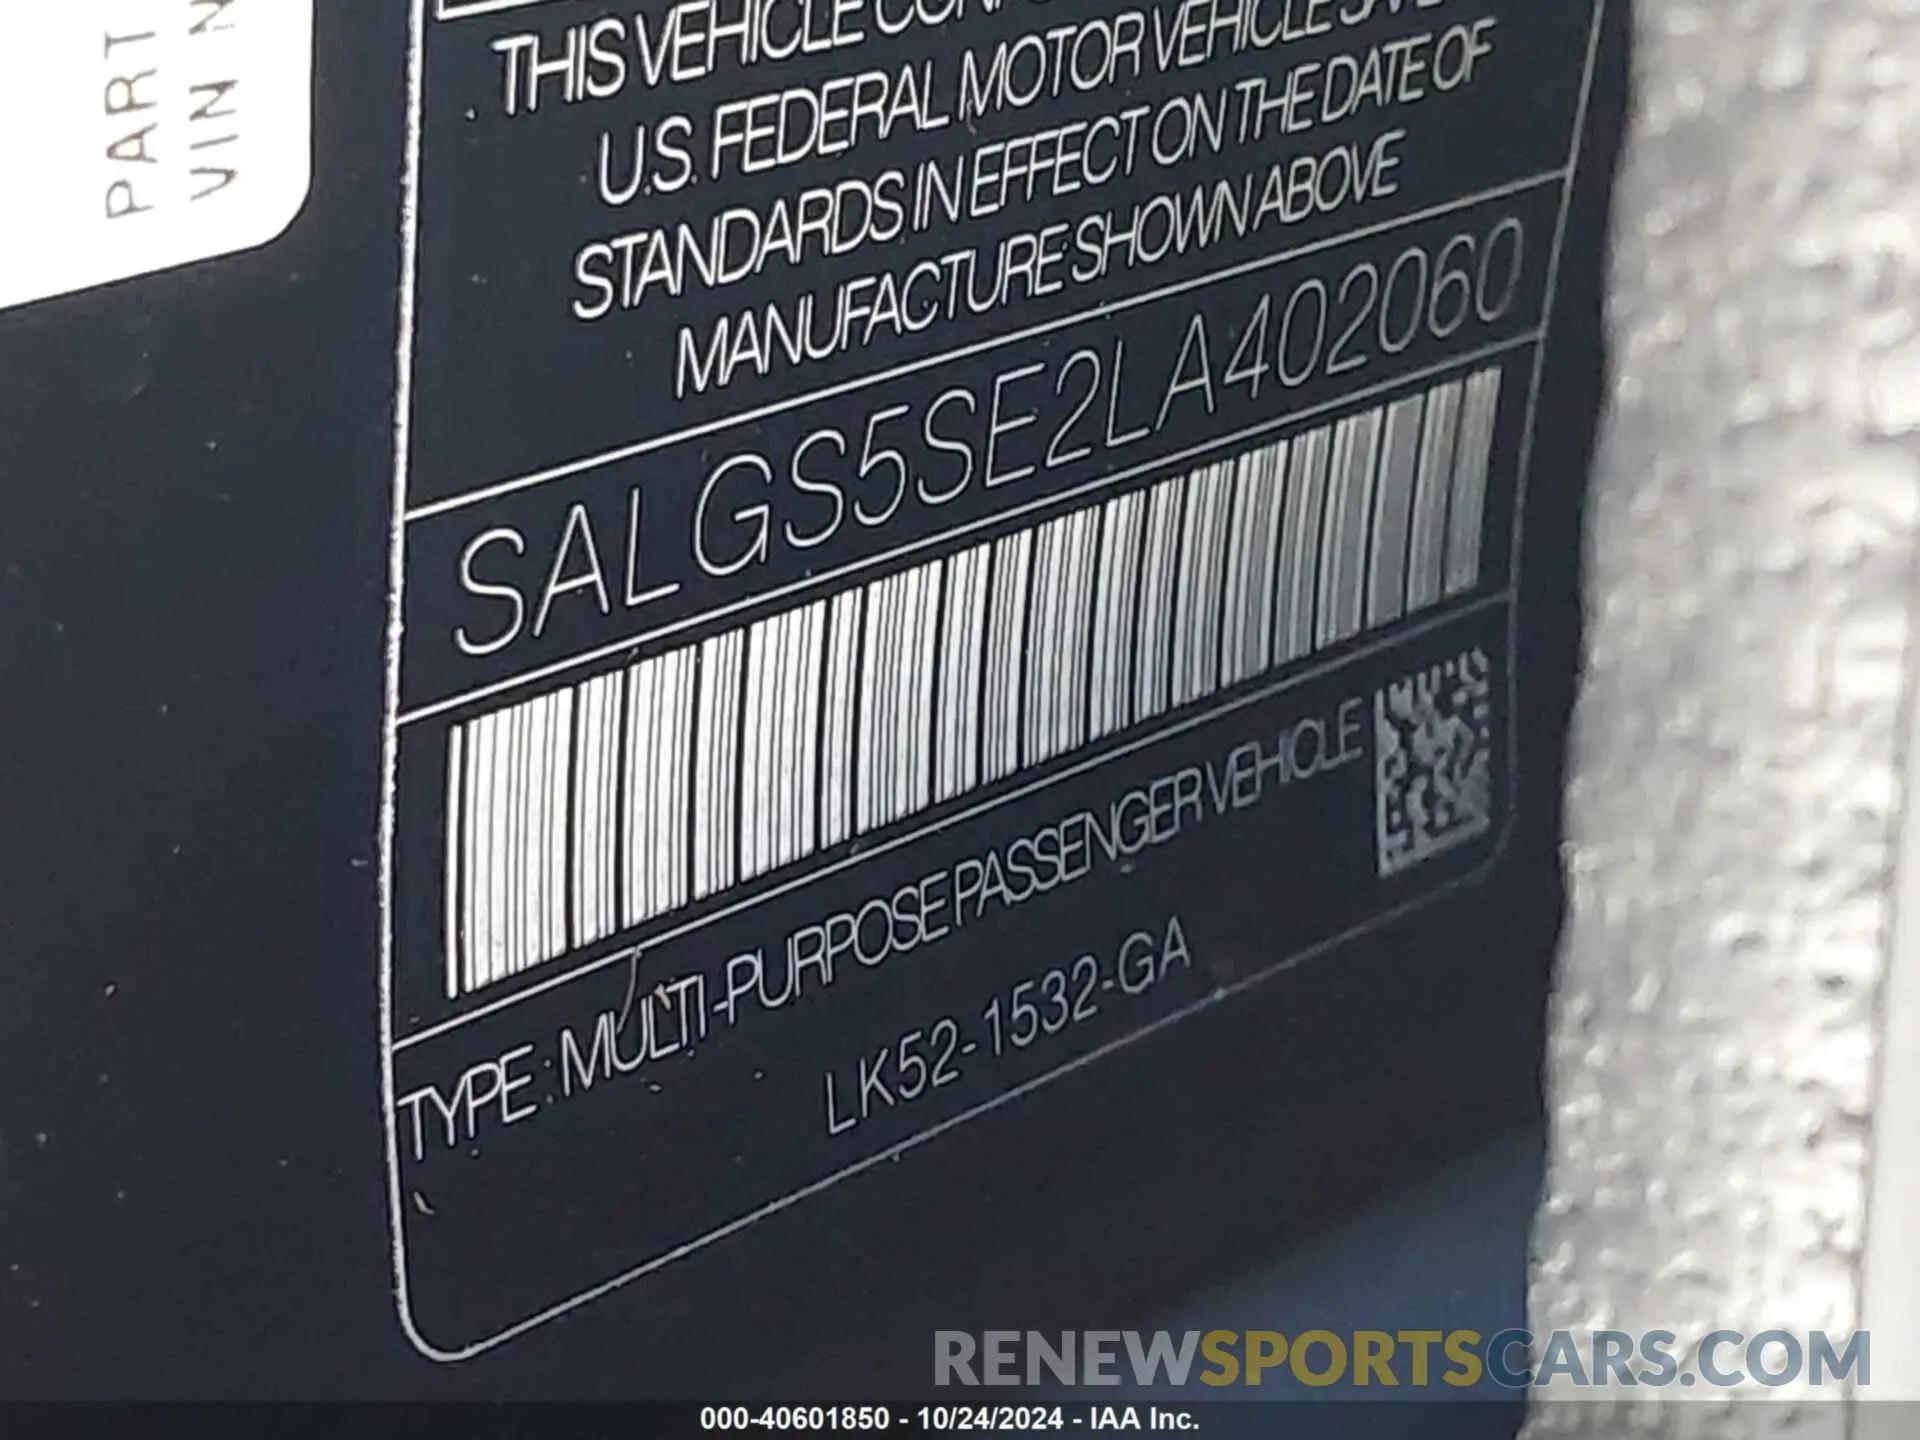 PART
VIN
THIS VEHICLE
U.S. FEDERAL MOTOR VEHICLE
STANDARDS IN EFFECT ON THE DATE OF
MANUFACTURE SHOWN ABOVE
SALGS5SE2LA402060
TYPE: MULTI-PURPOSE PASSENGER VEHICLE
LK52-1532-GA
RENEWSPORTSCARS.COM
000-40601850 - 10/24/2024 - IAA Inc.